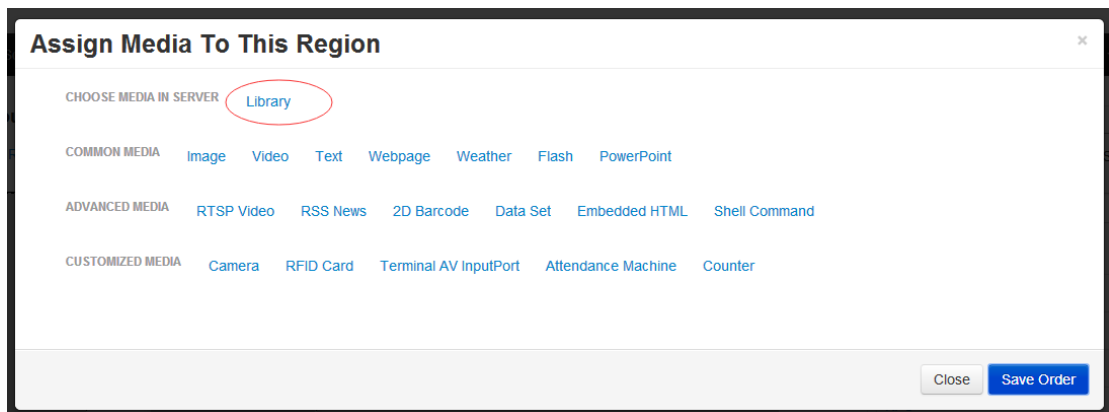 Assign Media To This Region
×
CHOOSE MEDIA IN SERVER Library
COMMON MEDIA Image Video Text Webpage Weather Flash PowerPoint
ADVANCED MEDIA RTSP Video RSS News 2D Barcode Data Set Embedded HTML Shell Command
CUSTOMIZED MEDIA Camera RFID Card Terminal AV InputPort Attendance Machine Counter
Close Save Order